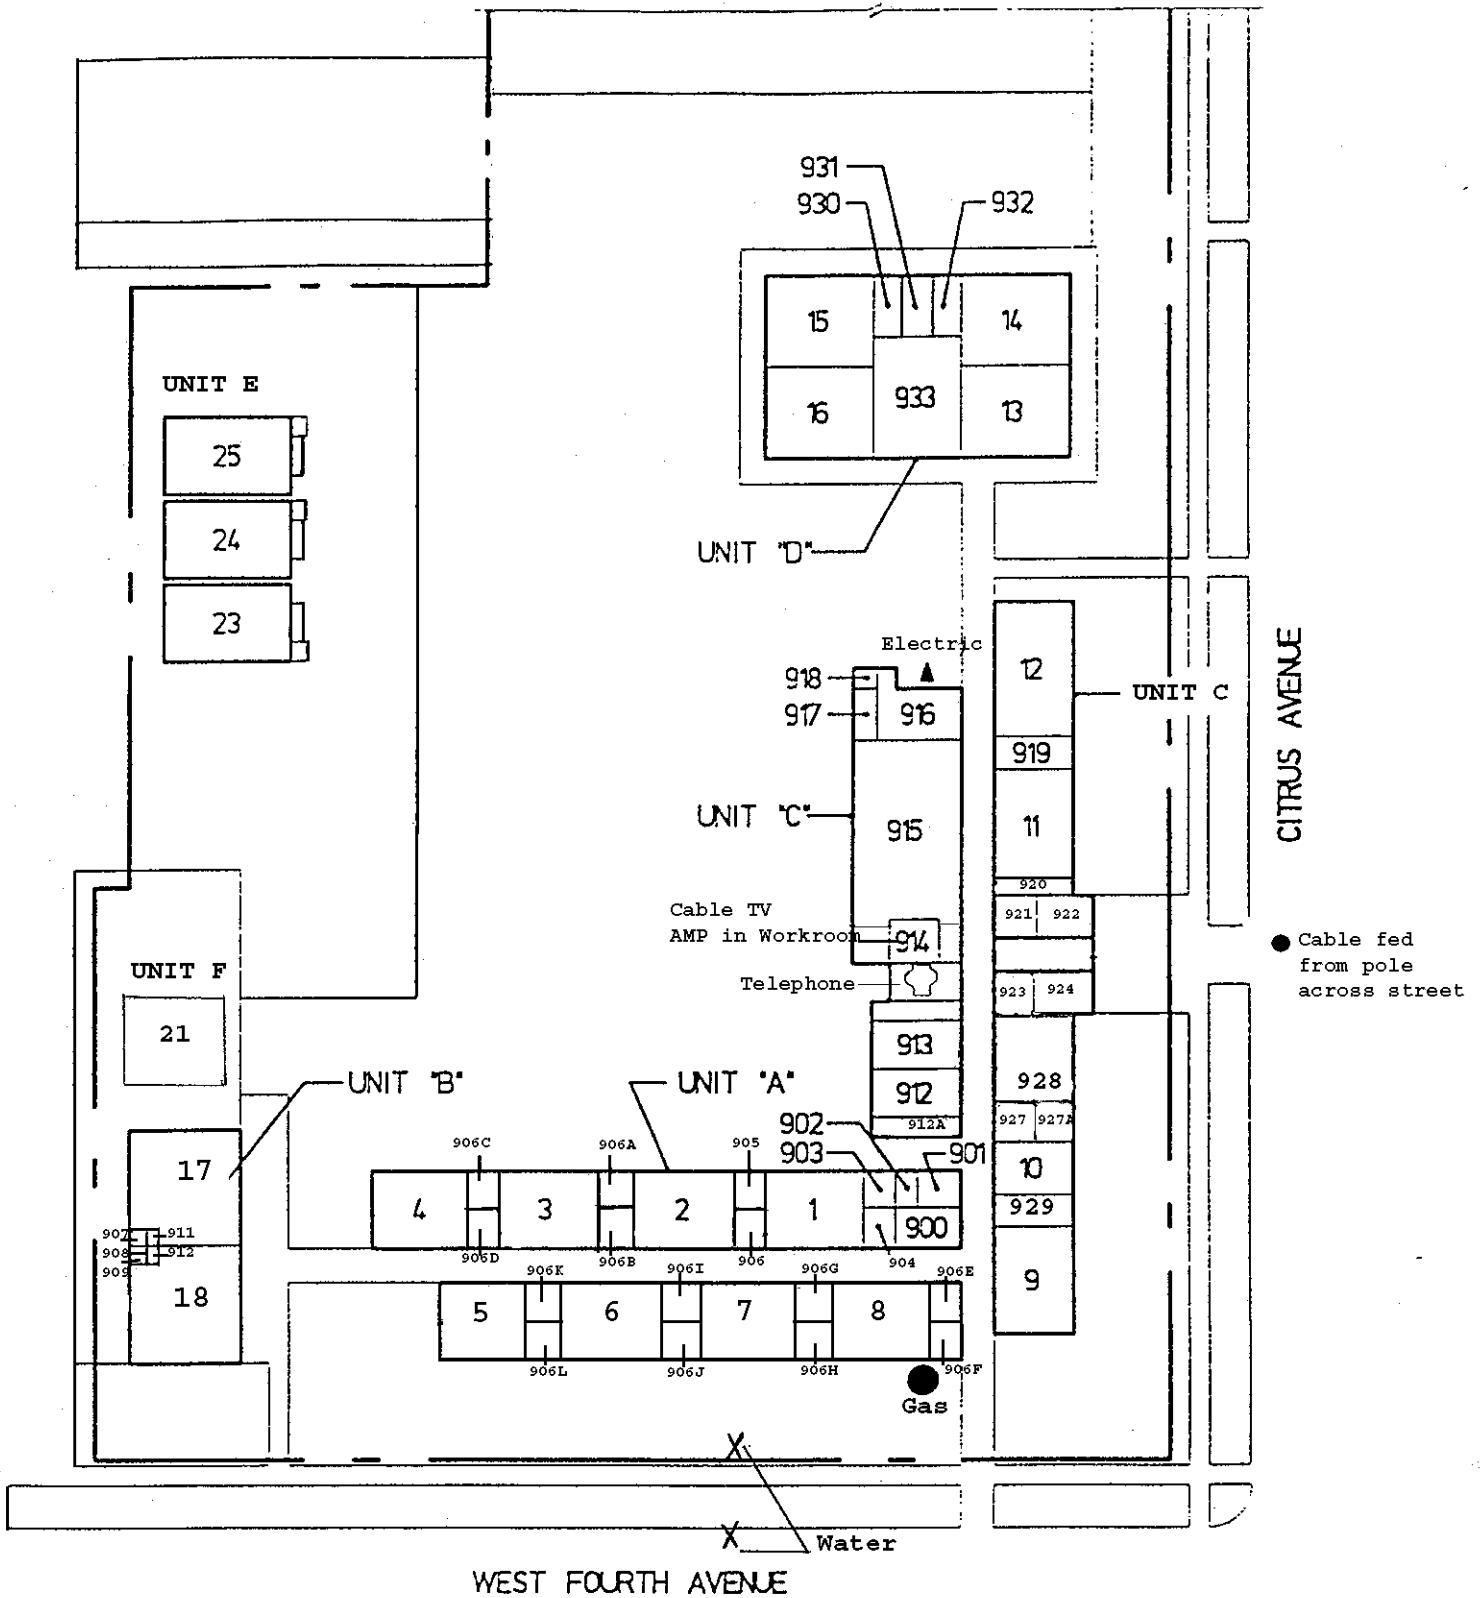 931
930
932
15
14
16
933
13
UNIT E
25
24
23
UNIT "D"
Electric
918
917
916
12
UNIT C
919
UNIT "C"
915
11
CITRUS AVENUE
920
921
922
Cable TV
AMP in Workroom
914
Cable fed
from pole
across street
UNIT F
Telephone
923
924
21
913
928
UNIT "B"
UNIT "A"
912
912A
927
927A
902
903
901
906C
906A
905
17
10
4
3
2
1
929
900
907
911
908
912
909
906D
906B
906
904
906K
906I
906G
906E
18
9
5
6
7
8
906L
906J
906H
906F
Gas
X
X
Water
WEST FOURTH AVENUE